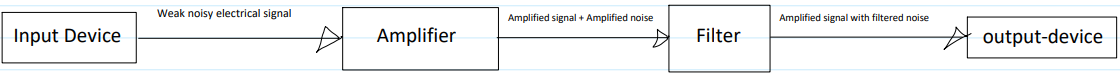 Input Device
Weak noisy electrical signal
Amplifier
Amplified signal + Amplified noise
Filter
Amplified signal with filtered noise
output-device